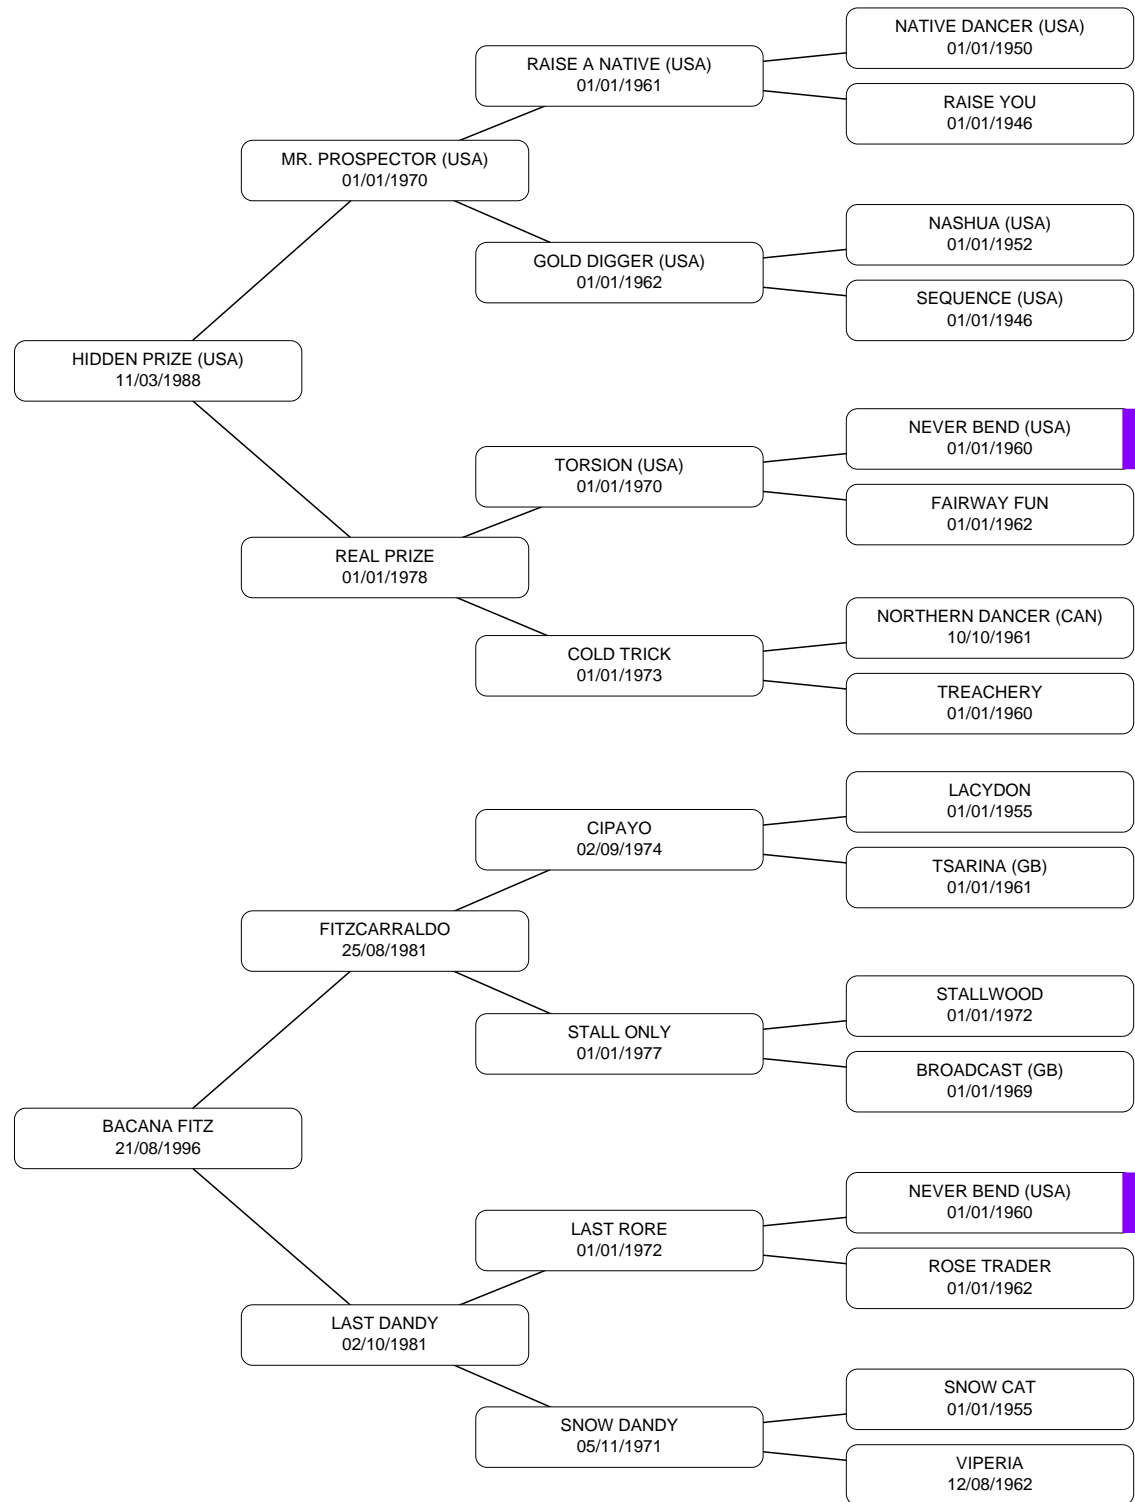 NATIVE DANCER (USA)
01/01/1950
RAISE A NATIVE (USA)
01/01/1961
RAISE YOU
01/01/1946
MR. PROSPECTOR (USA)
01/01/1970
NASHUA (USA)
01/01/1952
GOLD DIGGER (USA)
01/01/1962
SEQUENCE (USA)
01/01/1946
HIDDEN PRIZE (USA)
11/03/1988
NEVER BEND (USA)
01/01/1960
TORSION (USA)
01/01/1970
FAIRWAY FUN
01/01/1962
REAL PRIZE
01/01/1978
NORTHERN DANCER (CAN)
10/10/1961
COLD TRICK
01/01/1973
TREACHERY
01/01/1960
LACYDON
01/01/1955
CIPAYO
02/09/1974
TSARINA (GB)
01/01/1961
FITZCARRALDO
25/08/1981
STALLWOOD
01/01/1972
STALL ONLY
01/01/1977
BROADCAST (GB)
01/01/1969
BACANA FITZ
21/08/1996
NEVER BEND (USA)
01/01/1960
LAST RORE
01/01/1972
ROSE TRADER
01/01/1962
LAST DANDY
02/10/1981
SNOW CAT
01/01/1955
SNOW DANDY
05/11/1971
VIPERIA
12/08/1962